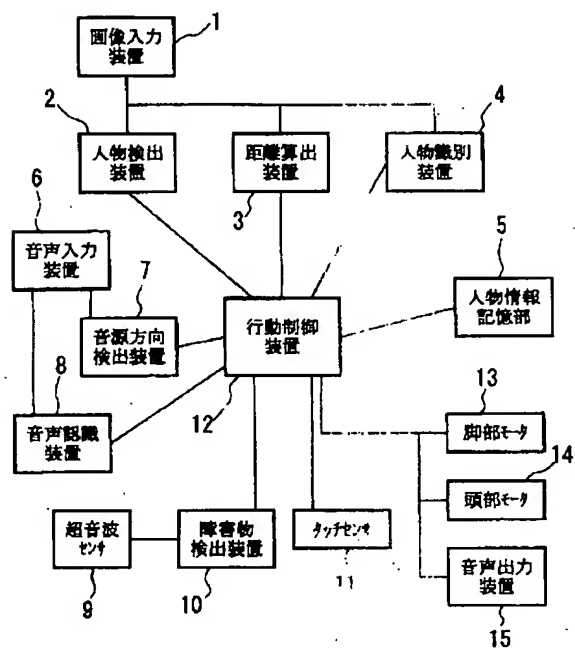 1
画像入力
装置
2
人物検出
装置
距離算出
装置
3
4
人物識別
装置
6
音声入力
装置
7
音源方向
検出装置
行動制御
装置
12
5
人物情報
記憶部
8
音声認識
装置
13
脚部モータ
14
頭部モータ
超音波
センサ
9
障害物
検出装置
10
タッチセンサ
11
音声出力
装置
15